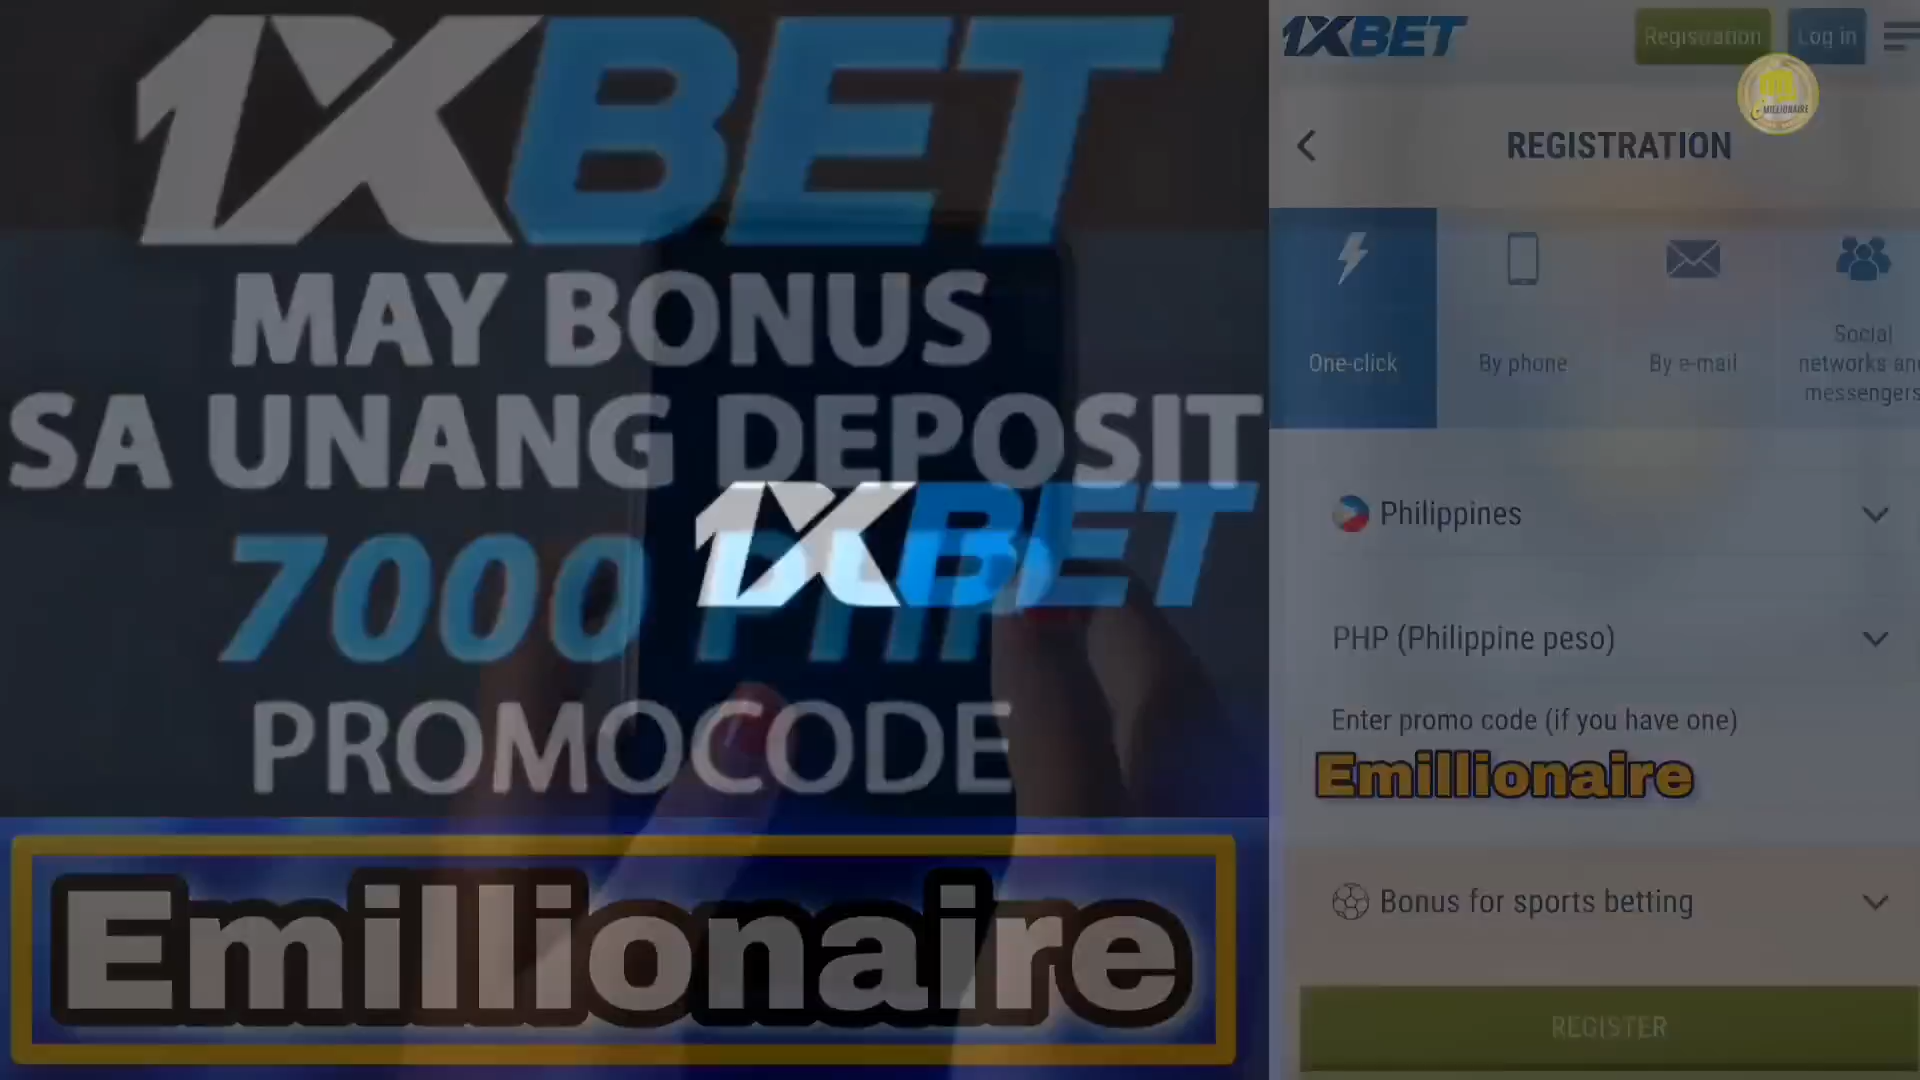 1XBET
MAY BONUS
SA UNANG DEPOSIT
7000 PHP
1XBET
PROMOCODE
Emillionaire
1XBET
Registration
Log in
MILLIONAIRE
REGISTRATION
One-click
By phone
By e-mail
Social
networks and
messengers
Philippines
PHP (Philippine peso)
Enter promo code (if you have one)
Emillionaire
Bonus for sports betting
REGISTER